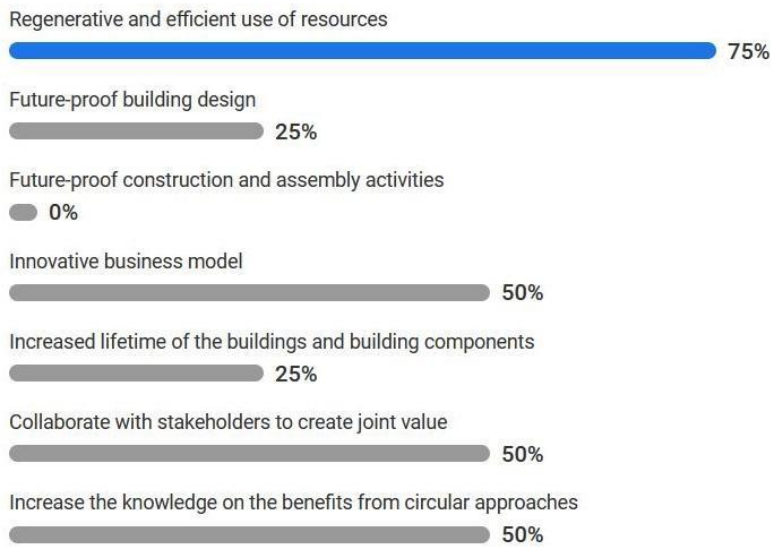 Regenerative and efficient use of resources
75%
Future-proof building design
25%
Future-proof construction and assembly activities
0%
Innovative business model
50%
Increased lifetime of the buildings and building components
25%
Collaborate with stakeholders to create joint value
50%
Increase the knowledge on the benefits from circular approaches
50%